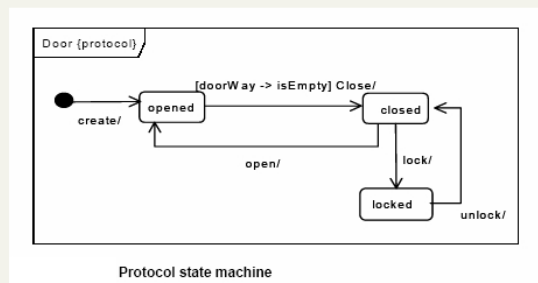 Door {protocol}
[doorWay -> isEmpty] Close/
opened
closed
create/
open/
lock/
locked
unlock/
Protocol state machine